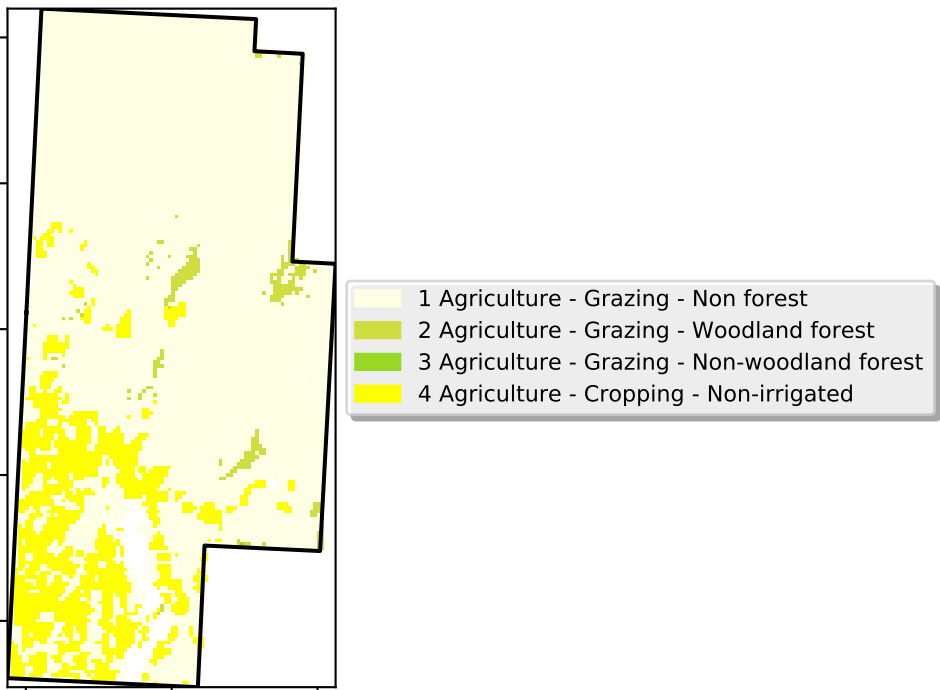 1 Agriculture - Grazing - Non forest
2 Agriculture - Grazing - Woodland forest
3 Agriculture - Grazing - Non-woodland forest
4 Agriculture - Cropping - Non-irrigated